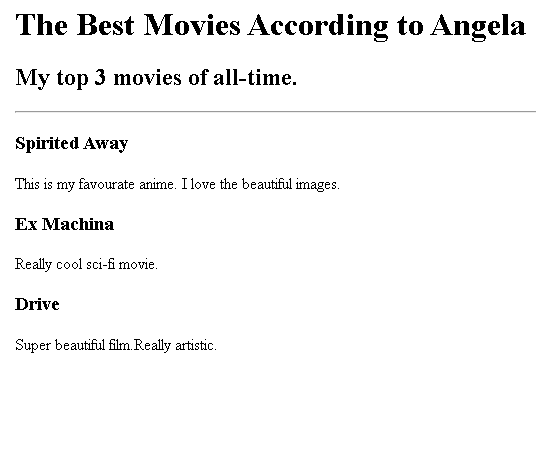 The Best Movies According to Angela
My top 3 movies of all-time.
Spirited Away
This is my favourate anime. I love the beautiful images.
Ex Machina
Really cool sci-fi movie.
Drive
Super beautiful film.Really artistic.